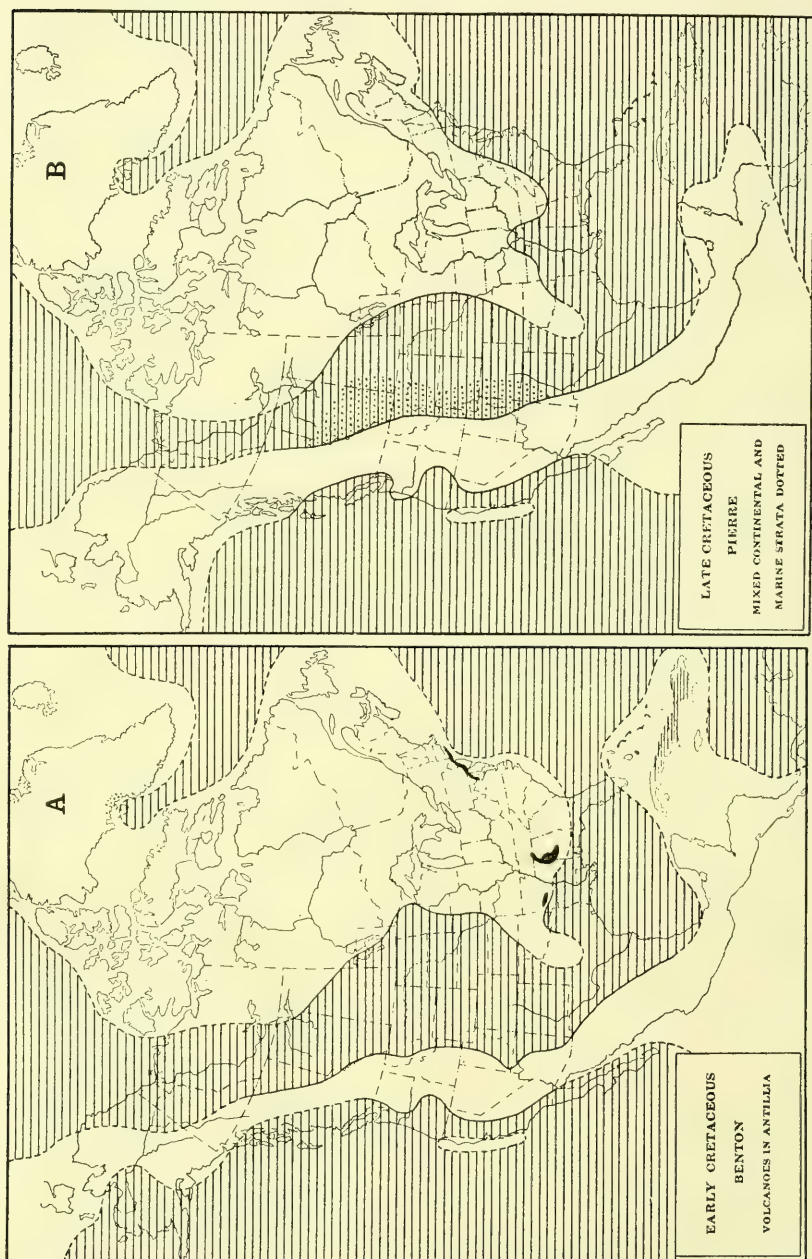 A
EARLY CRETACEOUS
BENTON
VOLCANOES IN ANTILLIA
B
LATE CRETACEOUS
PIERRE
MIXED CONTINENTAL AND
MARINE STRATA DOTTED